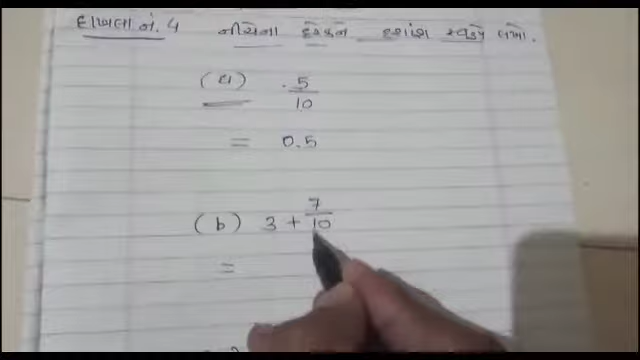 દાખલા નં. 4 નીચેના દરેકને દશાંશ સ્વરૂપે લખો.
(a) 5/10
= 0.5
(b) 3 + 7/10
=